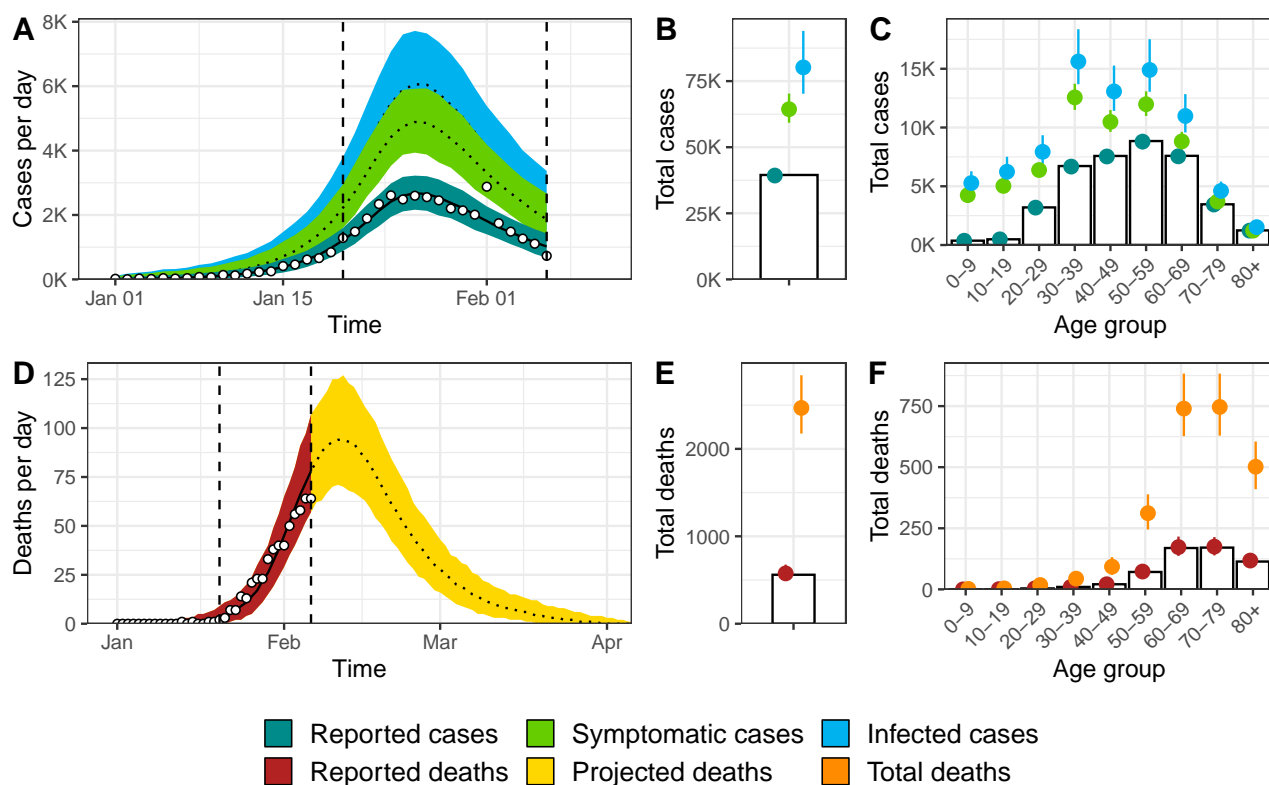 A
Cases per day
8K
6K
4K
2K
0K
Jan 01
Jan 15
Feb 01
Time
B
Total cases
75K
50K
25K
0K
C
Total cases
15K
10K
5K
0K
0−9
10−19
20−29
30−39
40−49
50−59
60−69
70−79
80+
Age group
D
Deaths per day
125
100
75
50
25
0
Jan
Feb
Mar
Apr
Time
E
Total deaths
2000
1000
0
F
Total deaths
750
500
250
0
0−9
10−19
20−29
30−39
40−49
50−59
60−69
70−79
80+
Age group
Reported cases
Symptomatic cases
Infected cases
Reported deaths
Projected deaths
Total deaths